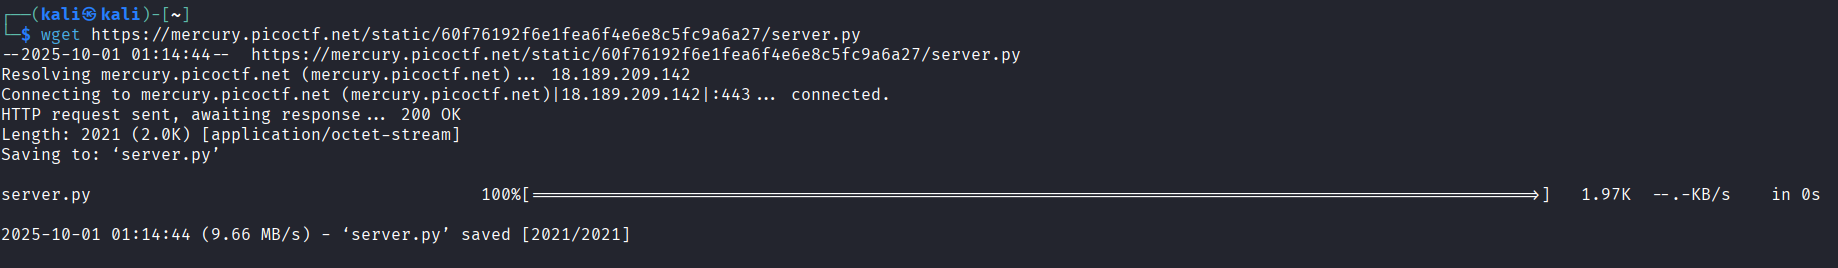 ┌──(kali㉿kali)-[~]
└─$ wget https://mercury.picoctf.net/static/60f76192f6e1fea6f4e6e8c5fc9a6a27/server.py
--2025-10-01 01:14:44--  https://mercury.picoctf.net/static/60f76192f6e1fea6f4e6e8c5fc9a6a27/server.py
Resolving mercury.picoctf.net (mercury.picoctf.net)... 18.189.209.142
Connecting to mercury.picoctf.net (mercury.picoctf.net)|18.189.209.142|:443... connected.
HTTP request sent, awaiting response... 200 OK
Length: 2021 (2.0K) [application/octet-stream]
Saving to: ‘server.py’
server.py 100%[===================>] 1.97K --.-KB/s in 0s
2025-10-01 01:14:44 (9.66 MB/s) - ‘server.py’ saved [2021/2021]